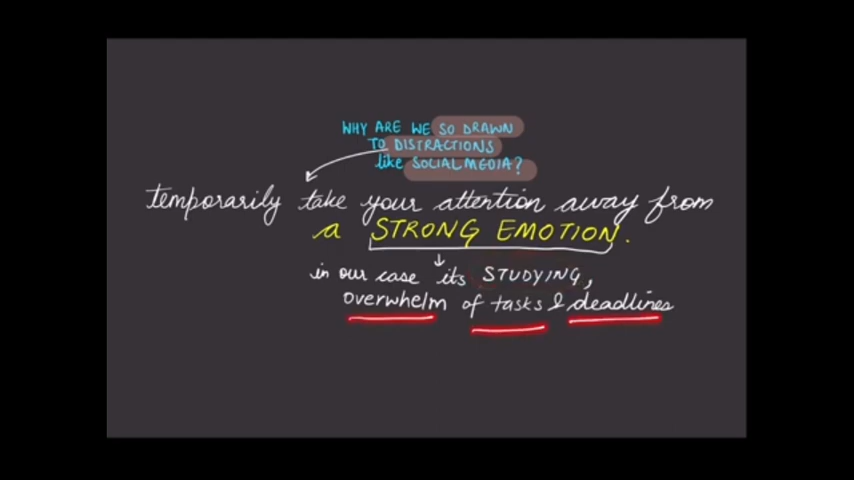 WHY ARE WE SO DRAWN
TO DISTRACTIONS
like SOCIAL MEDIA?
temporarily take your attention away from
a STRONG EMOTION.
in our case its STUDYING,
overwhelm of tasks & deadlines